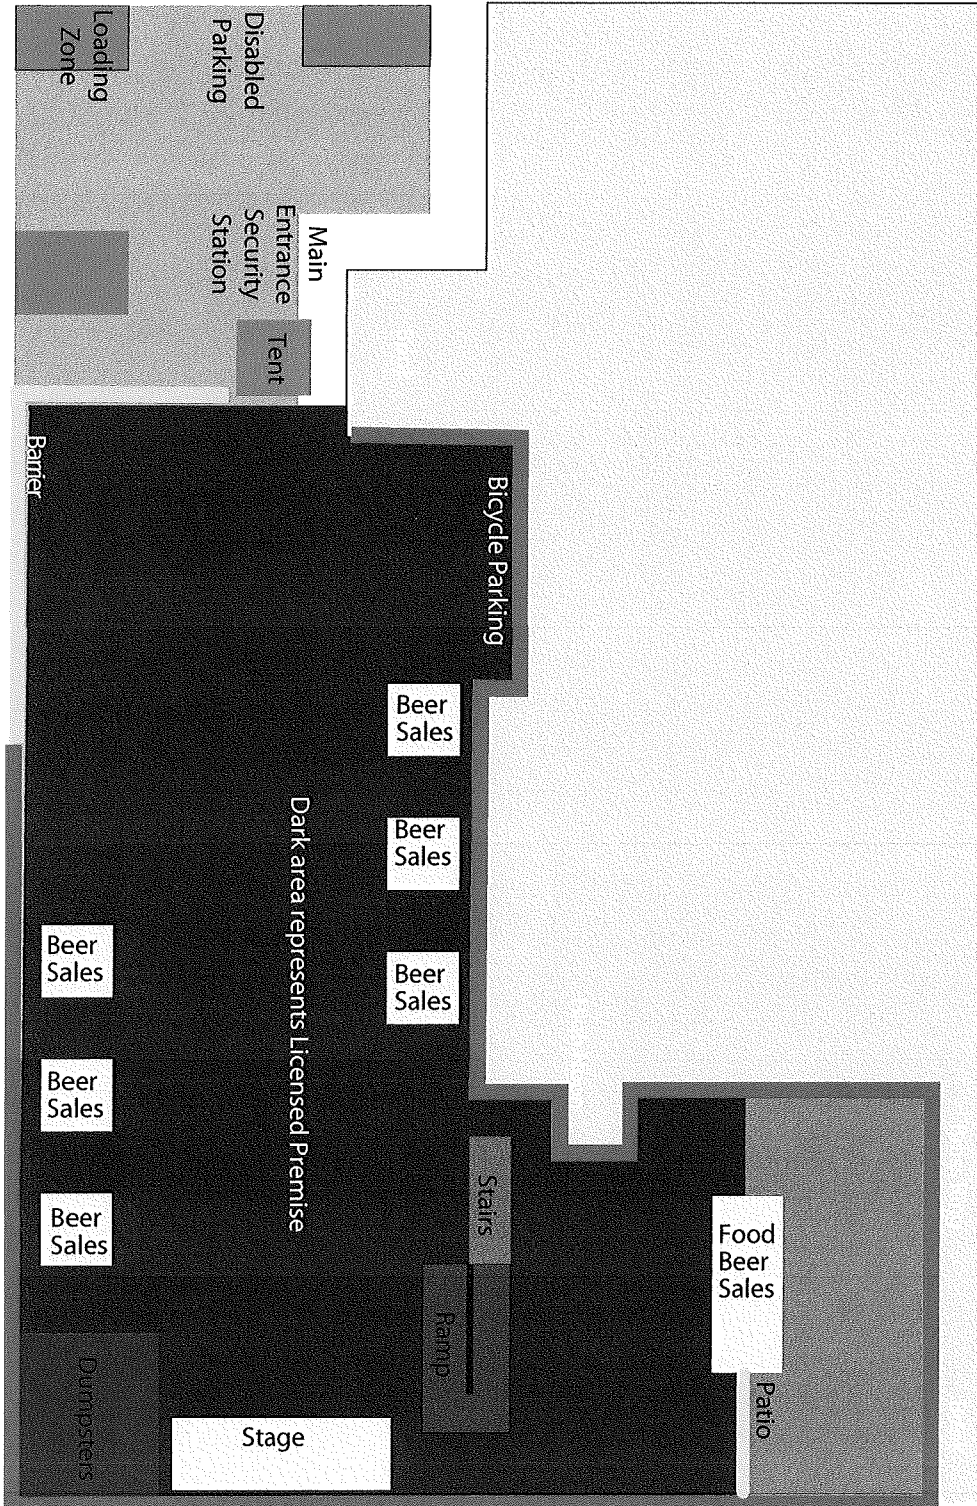 Loading
Zone
Disabled
Parking
Main
Entrance
Security
Station
Tent
Barrier
Bicycle Parking
Beer
Sales
Beer
Sales
Beer
Sales
Dark area represents Licensed Premise
Beer
Sales
Beer
Sales
Beer
Sales
Stairs
Ramp
Food
Beer
Sales
Patio
Dumpsters
Stage